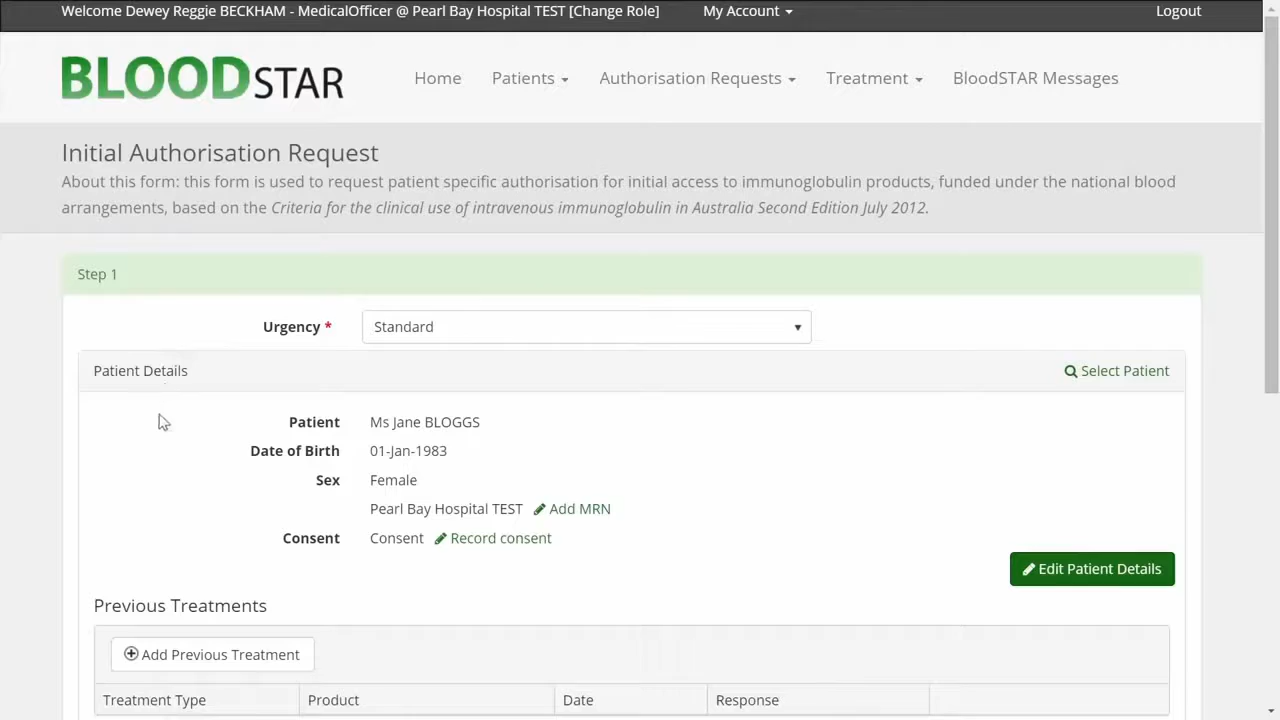 Welcome Dewey Reggie BECKHAM - MedicalOfficer @ Pearl Bay Hospital TEST [Change Role] My Account Logout
BLOODSTAR Home Patients Authorisation Requests Treatment BloodSTAR Messages
Initial Authorisation Request
About this form: this form is used to request patient specific authorisation for initial access to immunoglobulin products, funded under the national blood
arrangements, based on the Criteria for the clinical use of intravenous immunoglobulin in Australia Second Edition July 2012.
Step 1
Urgency * Standard
Patient Details Select Patient
Patient Ms Jane BLOGGS
Date of Birth 01-Jan-1983
Sex Female
Pearl Bay Hospital TEST Add MRN
Consent Consent Record consent
Edit Patient Details
Previous Treatments
Add Previous Treatment
Treatment Type Product Date Response